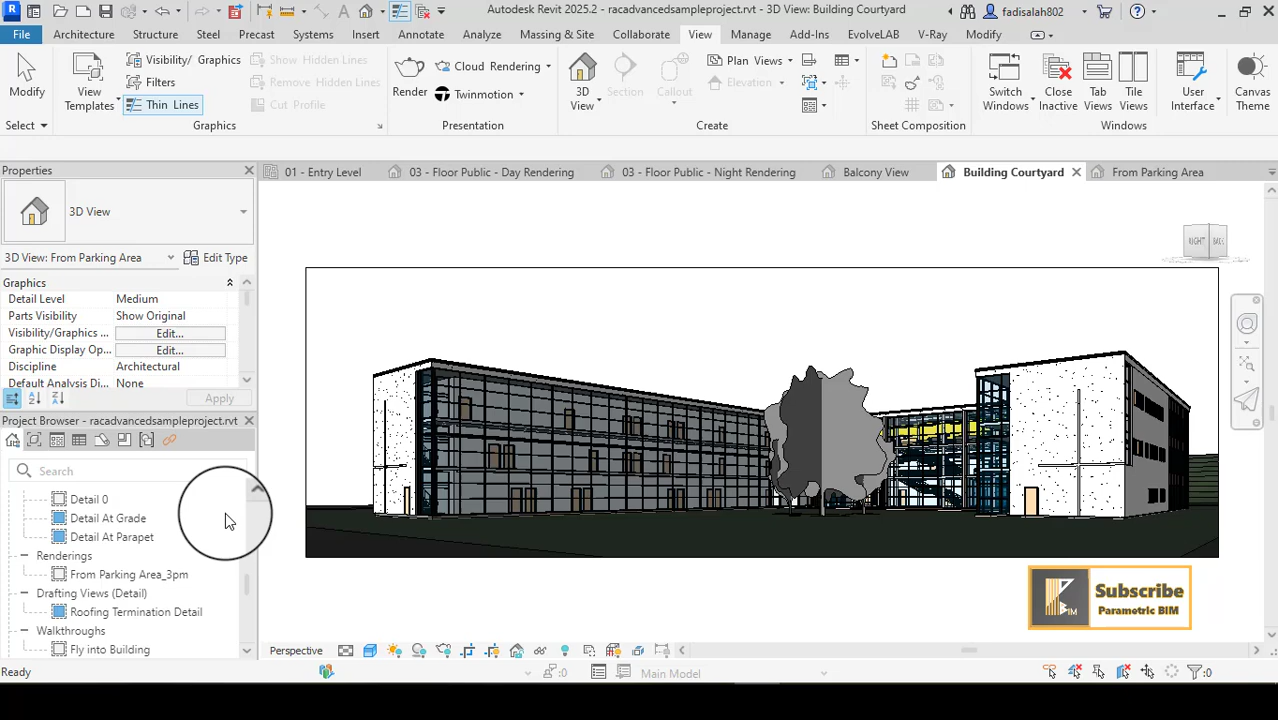 Autodesk Revit 2025.2 - racadvancedsampleproject.rvt - 3D View: Building Courtyard
fadisalah802
File Architecture Structure Steel Precast Systems Insert Annotate Analyze Massing & Site Collaborate View Manage Add-Ins EvolveLAB V-Ray Modify
Modify
View Templates
Visibility/ Graphics
Filters
Thin Lines
Show Hidden Lines
Remove Hidden Lines
Cut Profile
Render
Cloud Rendering
Twinmotion
3D View
Section
Callout
Plan Views
Elevation
Switch Windows
Close Inactive
Tab Views
Tile Views
User Interface
Canvas Theme
Select Graphics Presentation Create Sheet Composition Windows
Properties
01 - Entry Level 03 - Floor Public - Day Rendering 03 - Floor Public - Night Rendering Balcony View Building Courtyard From Parking Area
3D View
3D View: From Parking Area Edit Type
Graphics
Detail Level Medium
Parts Visibility Show Original
Visibility/Graphics ... Edit...
Graphic Display Op... Edit...
Discipline Architectural
Default Analysis Di... None
Apply
Project Browser - racadvancedsampleproject.rvt
Search
Detail 0
Detail At Grade
Detail At Parapet
Renderings
From Parking Area_3pm
Drafting Views (Detail)
Roofing Termination Detail
Walkthroughs
Fly into Building
RIGHT
Subscribe
Parametric BIM
Perspective
Ready
:0
Main Model
:0